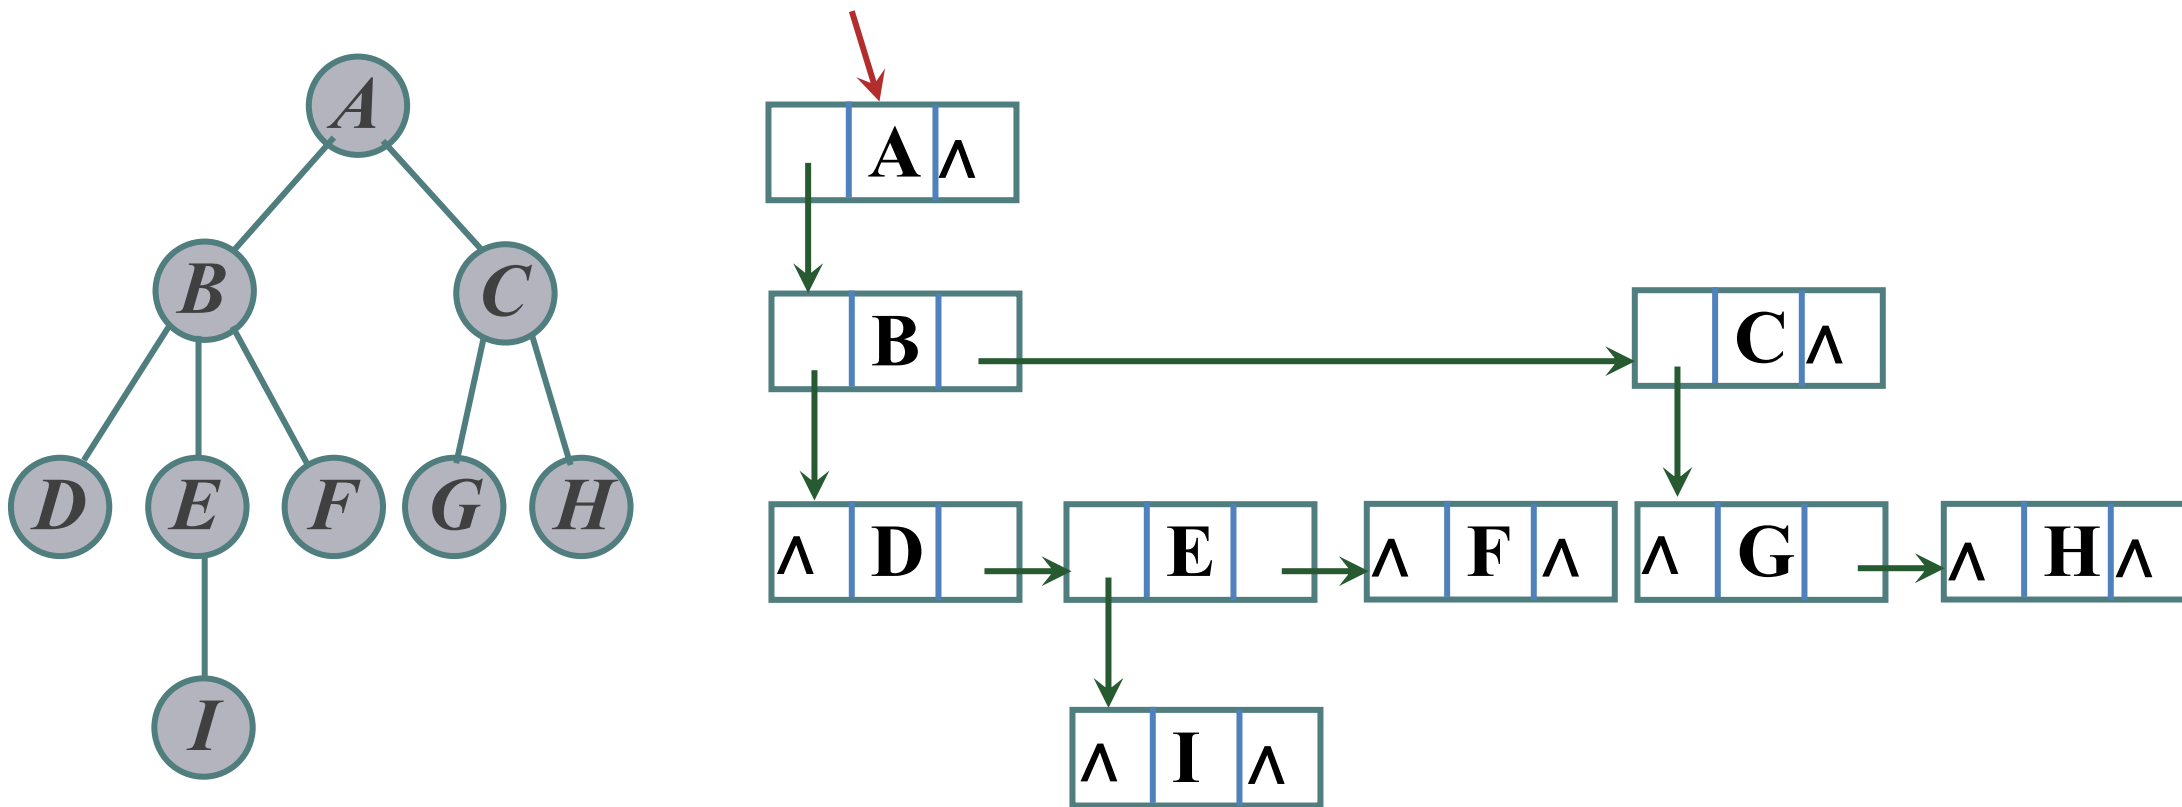 A
B C
D E F G H
I
A ∧
B C ∧
∧ D E ∧ F ∧ ∧ G ∧ H ∧
∧ I ∧